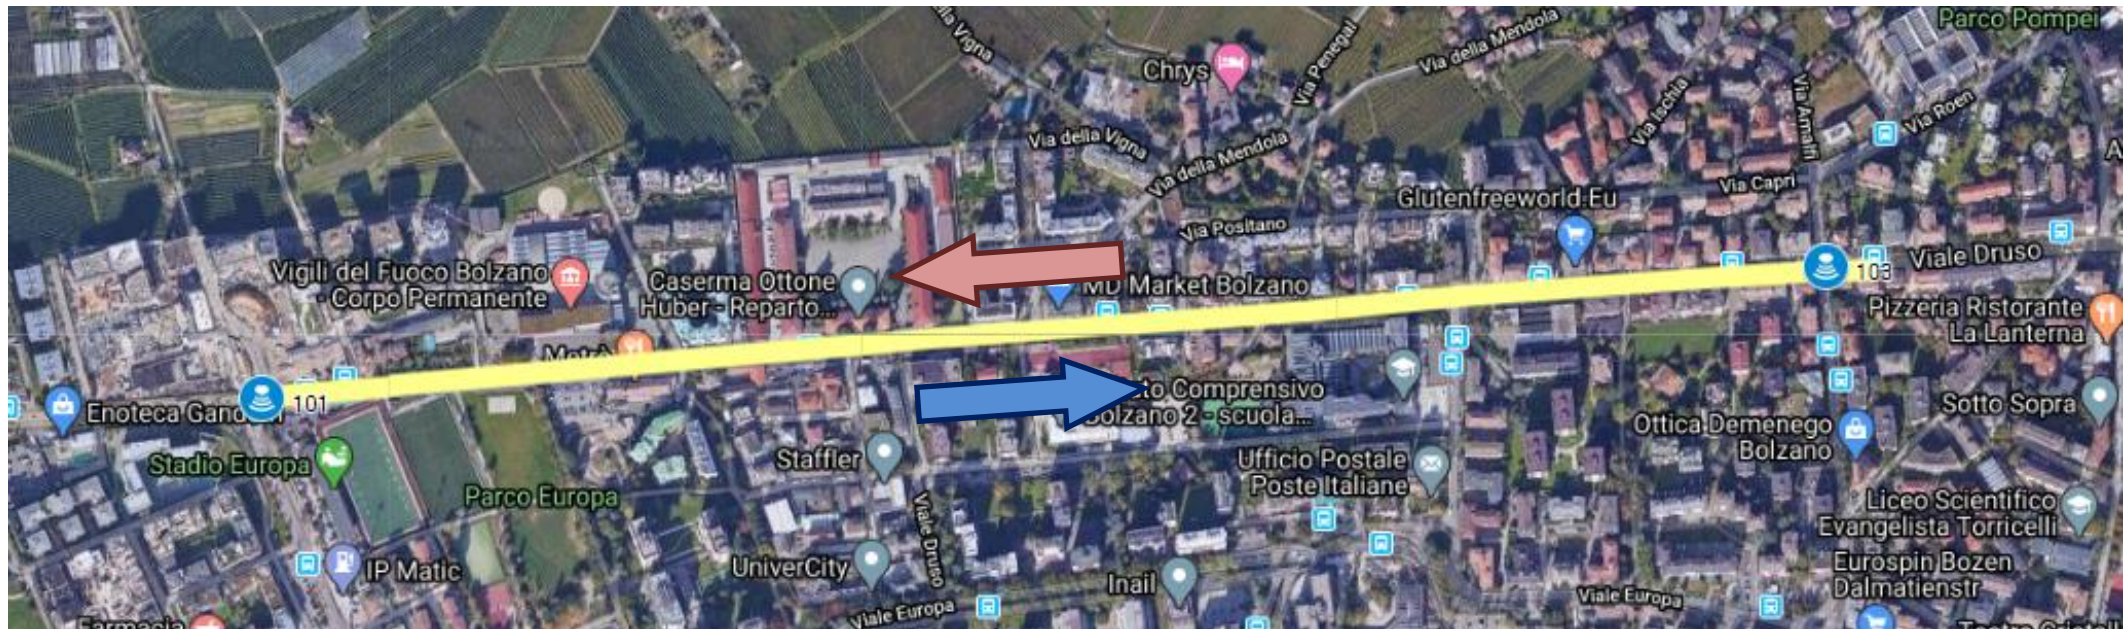 Parco Pompei
Via della Mendola
Via Penegal
Chrys
Via Ischia
Via Amalfi
Via Roen
Via della Vigna
Via della Mendola
Via Capri
Glutenfreeworld.Eu
Via Positano
Viale Druso
Vigili del Fuoco Bolzano
- Corpo Permanente
Caserma Ottone
Huber - Reparto...
MD Market Bolzano
103
Pizzeria Ristorante
La Lanterna
101
Enoteca
Comprensivo
Bolzano 2 - scuola...
Sotto Sopra
Ottica Demenego
Bolzano
Stadio Europa
Staffler
Ufficio Postale
Poste Italiane
Parco Europa
Viale Druso
Liceo Scientifico
Evangelista Torricelli
IP Matic
UniverCity
Inail
Eurospin Bozen
Dalmatienstr
Viale Europa
Viale Europa
Farmacia